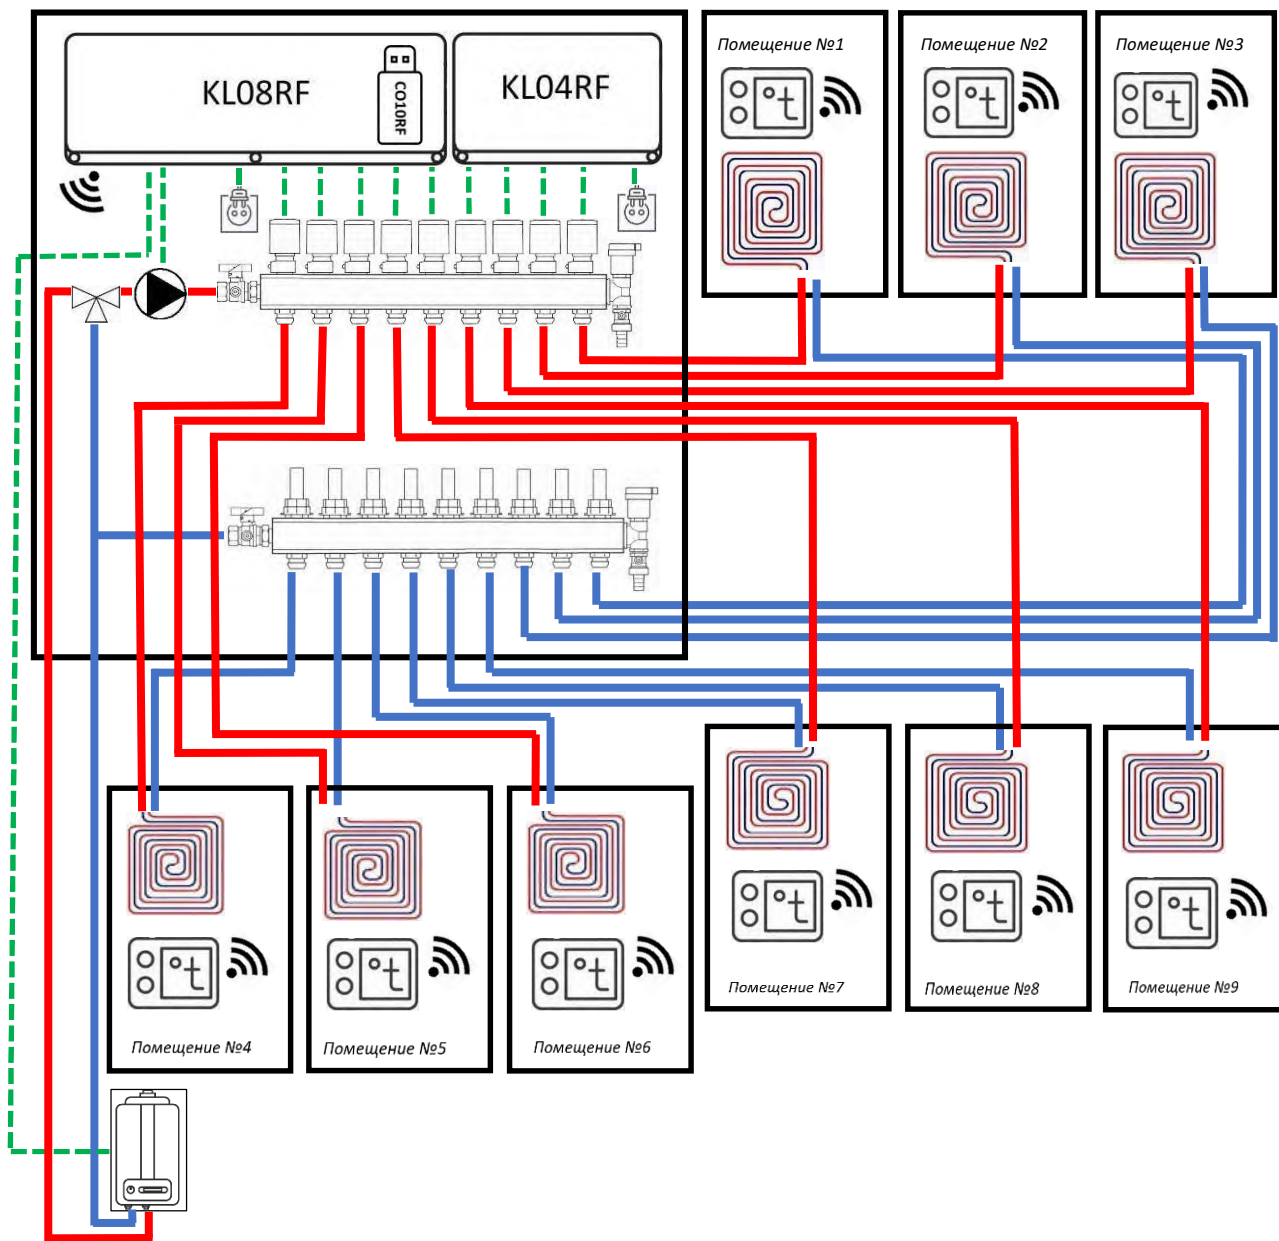 KL08RF
CO10RF
KL04RF
Помещение №1
Помещение №2
Помещение №3
°t
°t
°t
°t
°t
°t
Помещение №7
Помещение №8
Помещение №9
°t
°t
°t
Помещение №4
Помещение №5
Помещение №6